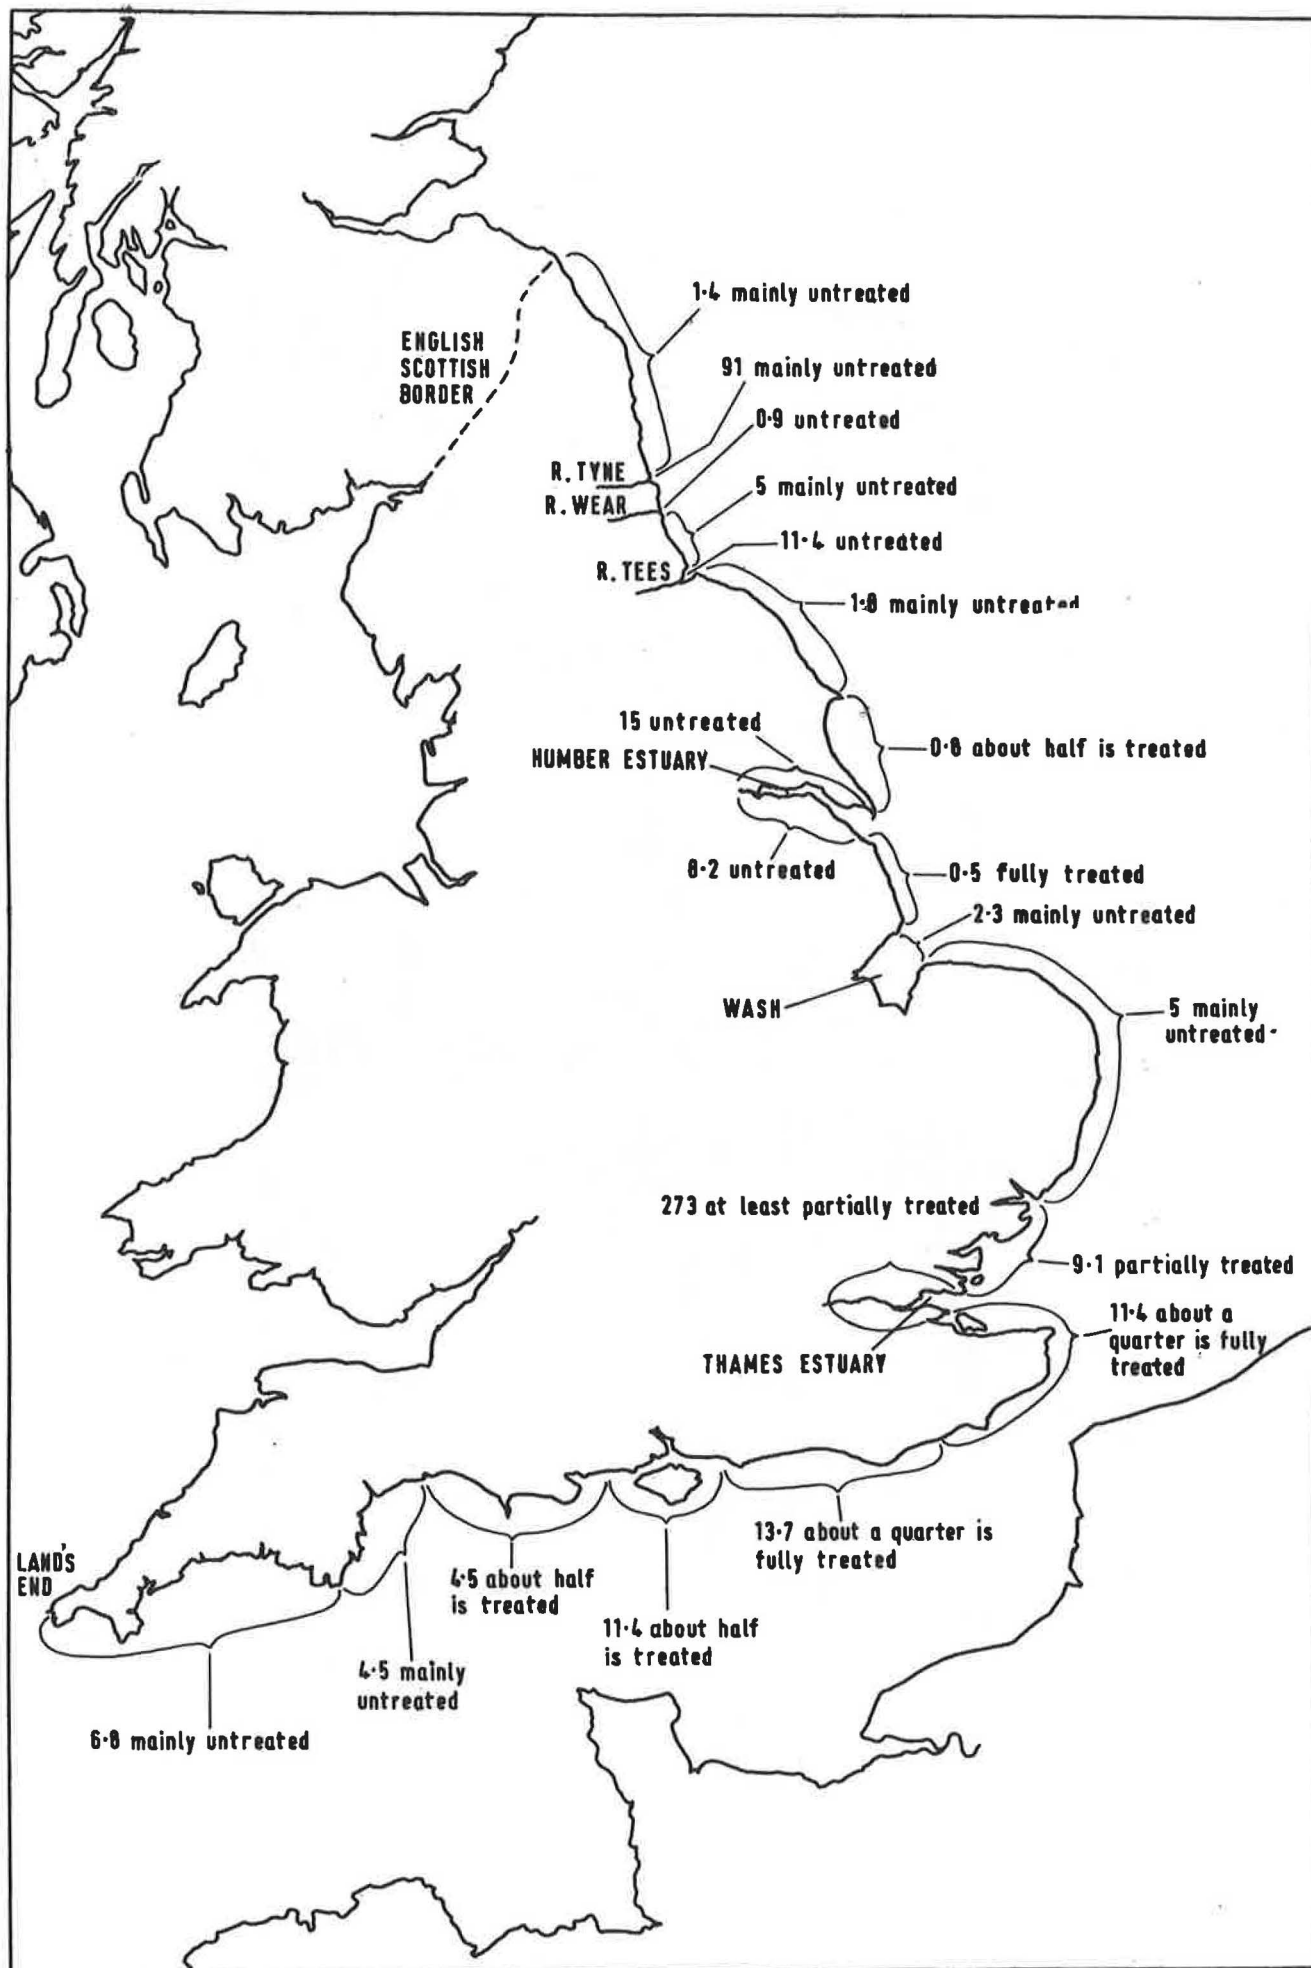 1·4 mainly untreated
ENGLISH
SCOTTISH
BORDER
91 mainly untreated
0·9 untreated
R. TYNE
5 mainly untreated
R. WEAR
11·4 untreated
R. TEES
1·8 mainly untreated
15 untreated
0·8 about half is treated
HUMBER ESTUARY
8·2 untreated
0·5 fully treated
2·3 mainly untreated
WASH
5 mainly
untreated
273 at least partially treated
9·1 partially treated
11·4 about a
quarter is fully
treated
THAMES ESTUARY
13·7 about a quarter is
fully treated
LAND'S
END
4·5 about half
is treated
11·4 about half
is treated
4·5 mainly
untreated
6·8 mainly untreated